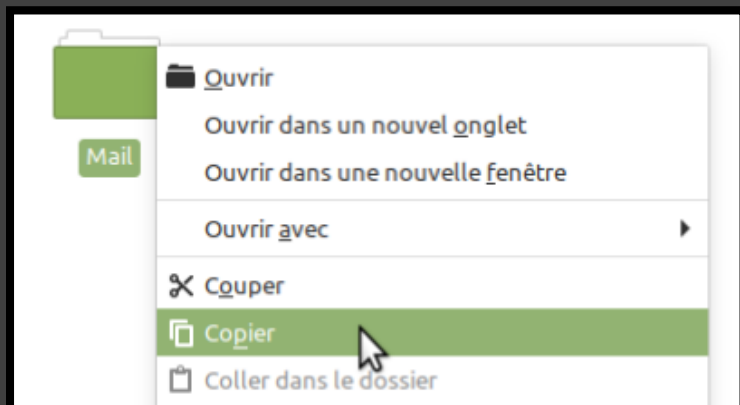 Mail
Ouvrir
Ouvrir dans un nouvel onglet
Ouvrir dans une nouvelle fenêtre
Ouvrir avec
Couper
Copier
Coller dans le dossier